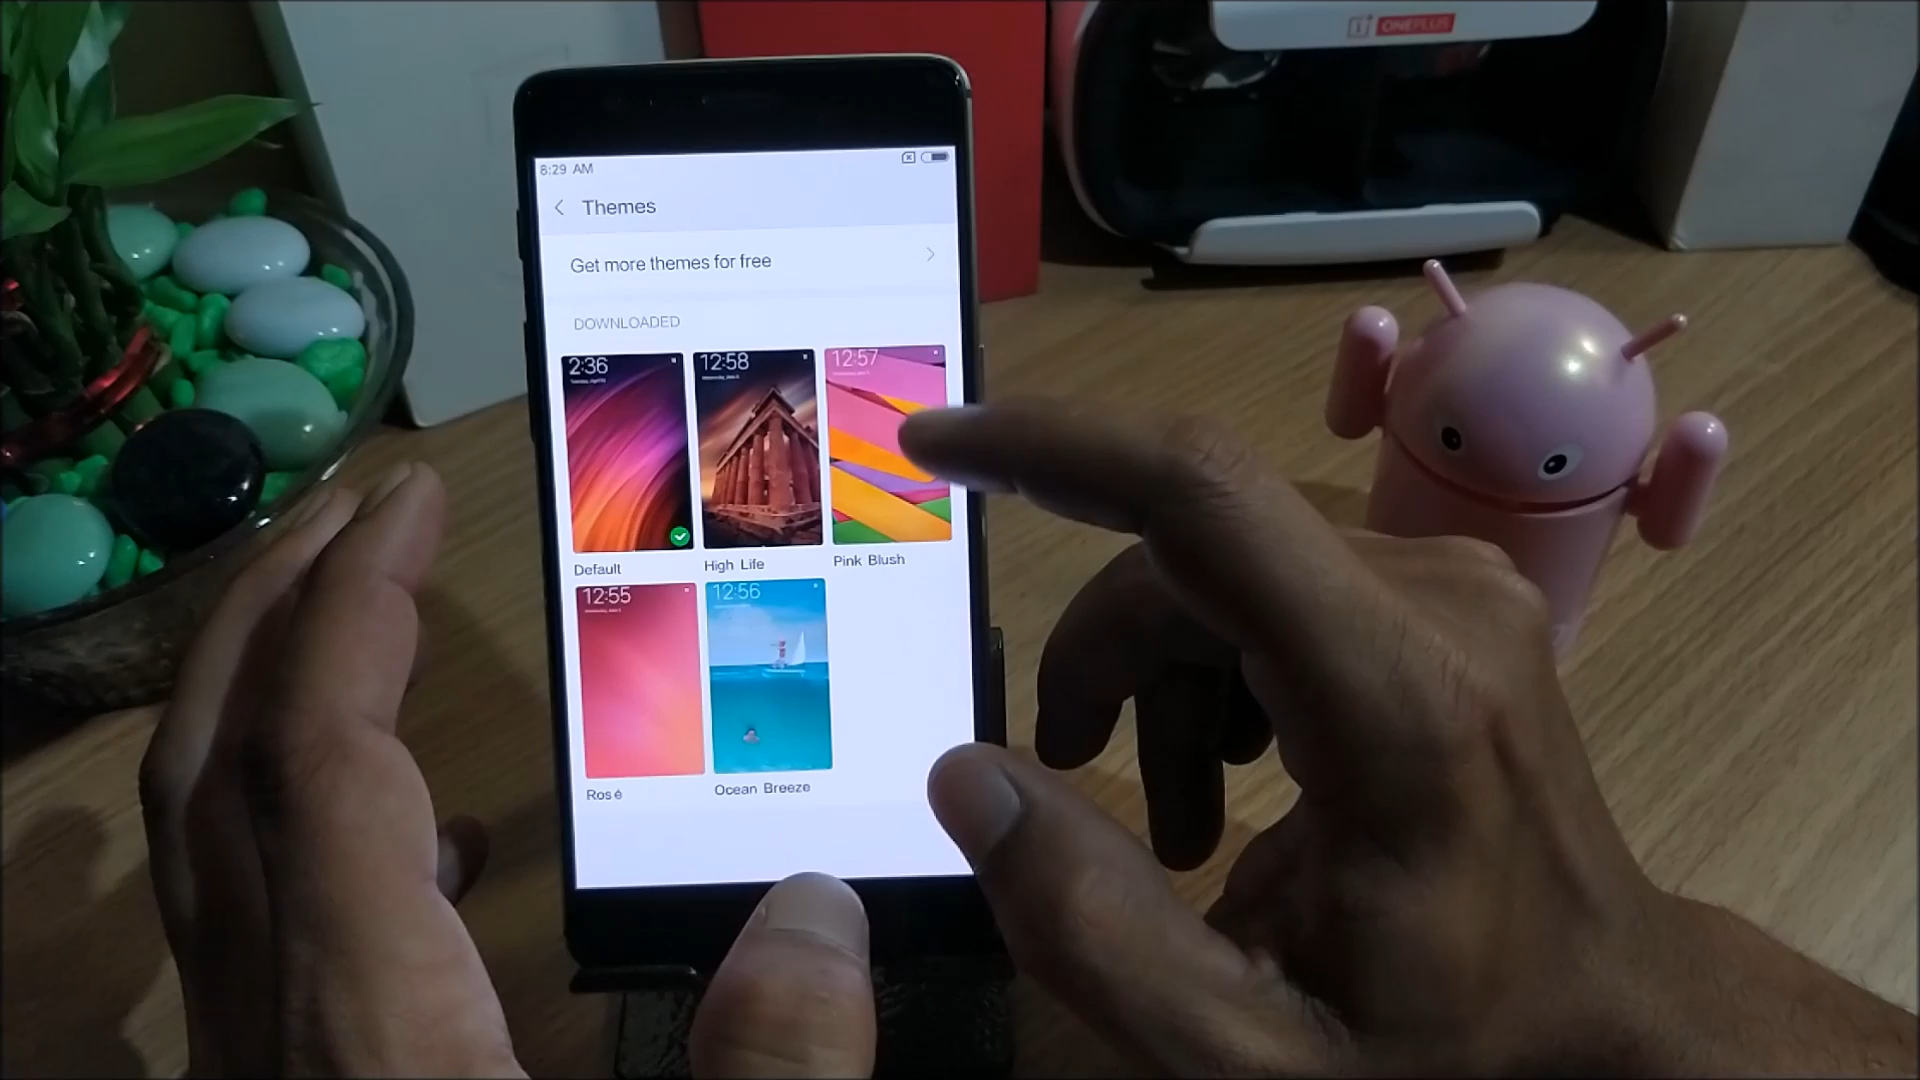 ONEPLUS
8:29 AM
Themes
Get more themes for free
DOWNLOADED
2:36
12:58
12:57
Default
High Life
Pink Blush
12:55
12:56
Rosé
Ocean Breeze